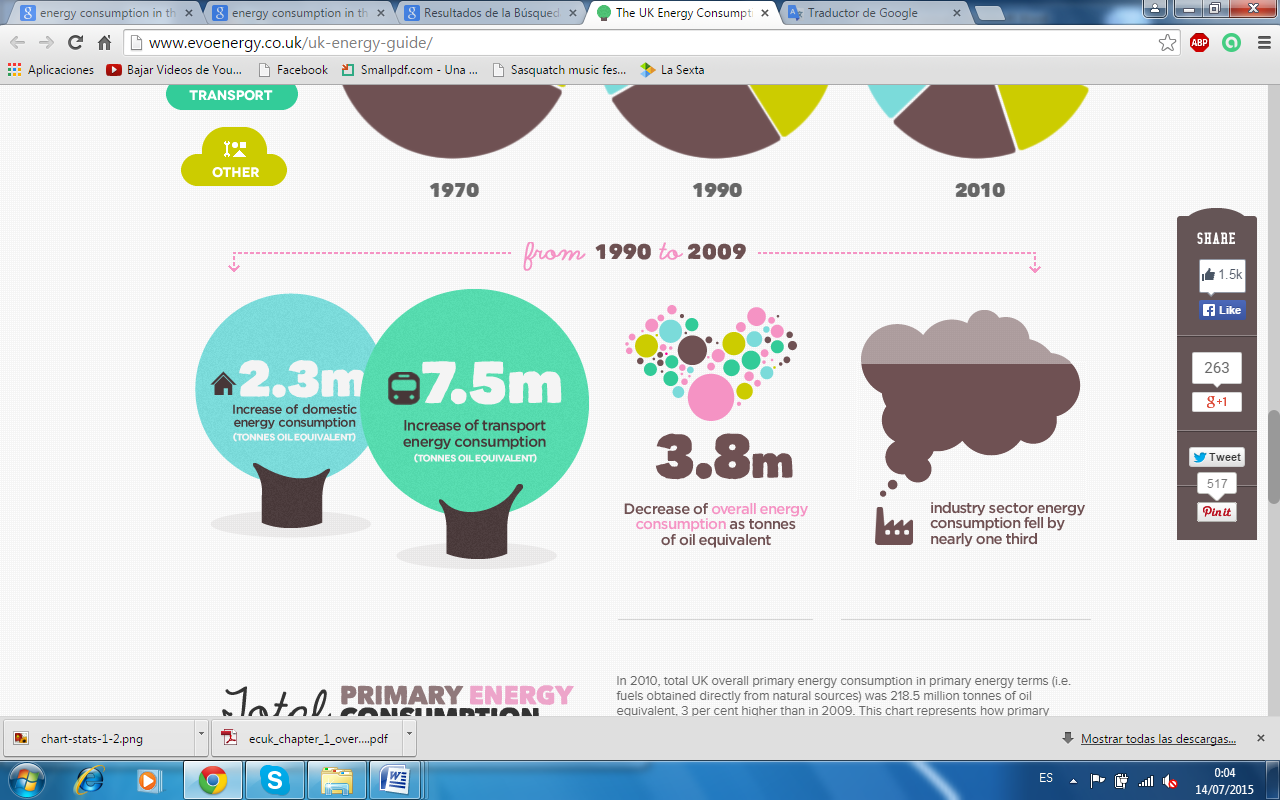 energy consumption in th
energy consumption in th
Resultados de la Búsqued
The UK Energy Consumpti
Traductor de Google
www.evoenergy.co.uk/uk-energy-guide/
ABP
a
Aplicaciones
Bajar Videos de You...
Facebook
Smallpdf.com - Una ...
Sasquatch music fes...
La Sexta
TRANSPORT
OTHER
1970
1990
2010
from 1990 to 2009
2.3m
Increase of domestic
energy consumption
(TONNES OIL EQUIVALENT)
7.5m
Increase of transport
energy consumption
(TONNES OIL EQUIVALENT)
3.8m
Decrease of overall energy
consumption as tonnes
of oil equivalent
industry sector energy
consumption fell by
nearly one third
SHARE
1.5k
Like
263
g+1
Tweet
517
Pin it
Total PRIMARY ENERGY
CONSUMPTION
In 2010, total UK overall primary energy consumption in primary energy terms (i.e.
fuels obtained directly from natural sources) was 218.5 million tonnes of oil
equivalent, 3 per cent higher than in 2009. This chart represents how primary
chart-stats-1-2.png
ecuk_chapter_1_over....pdf
Mostrar todas las descargas...
ES
0:04
14/07/2015